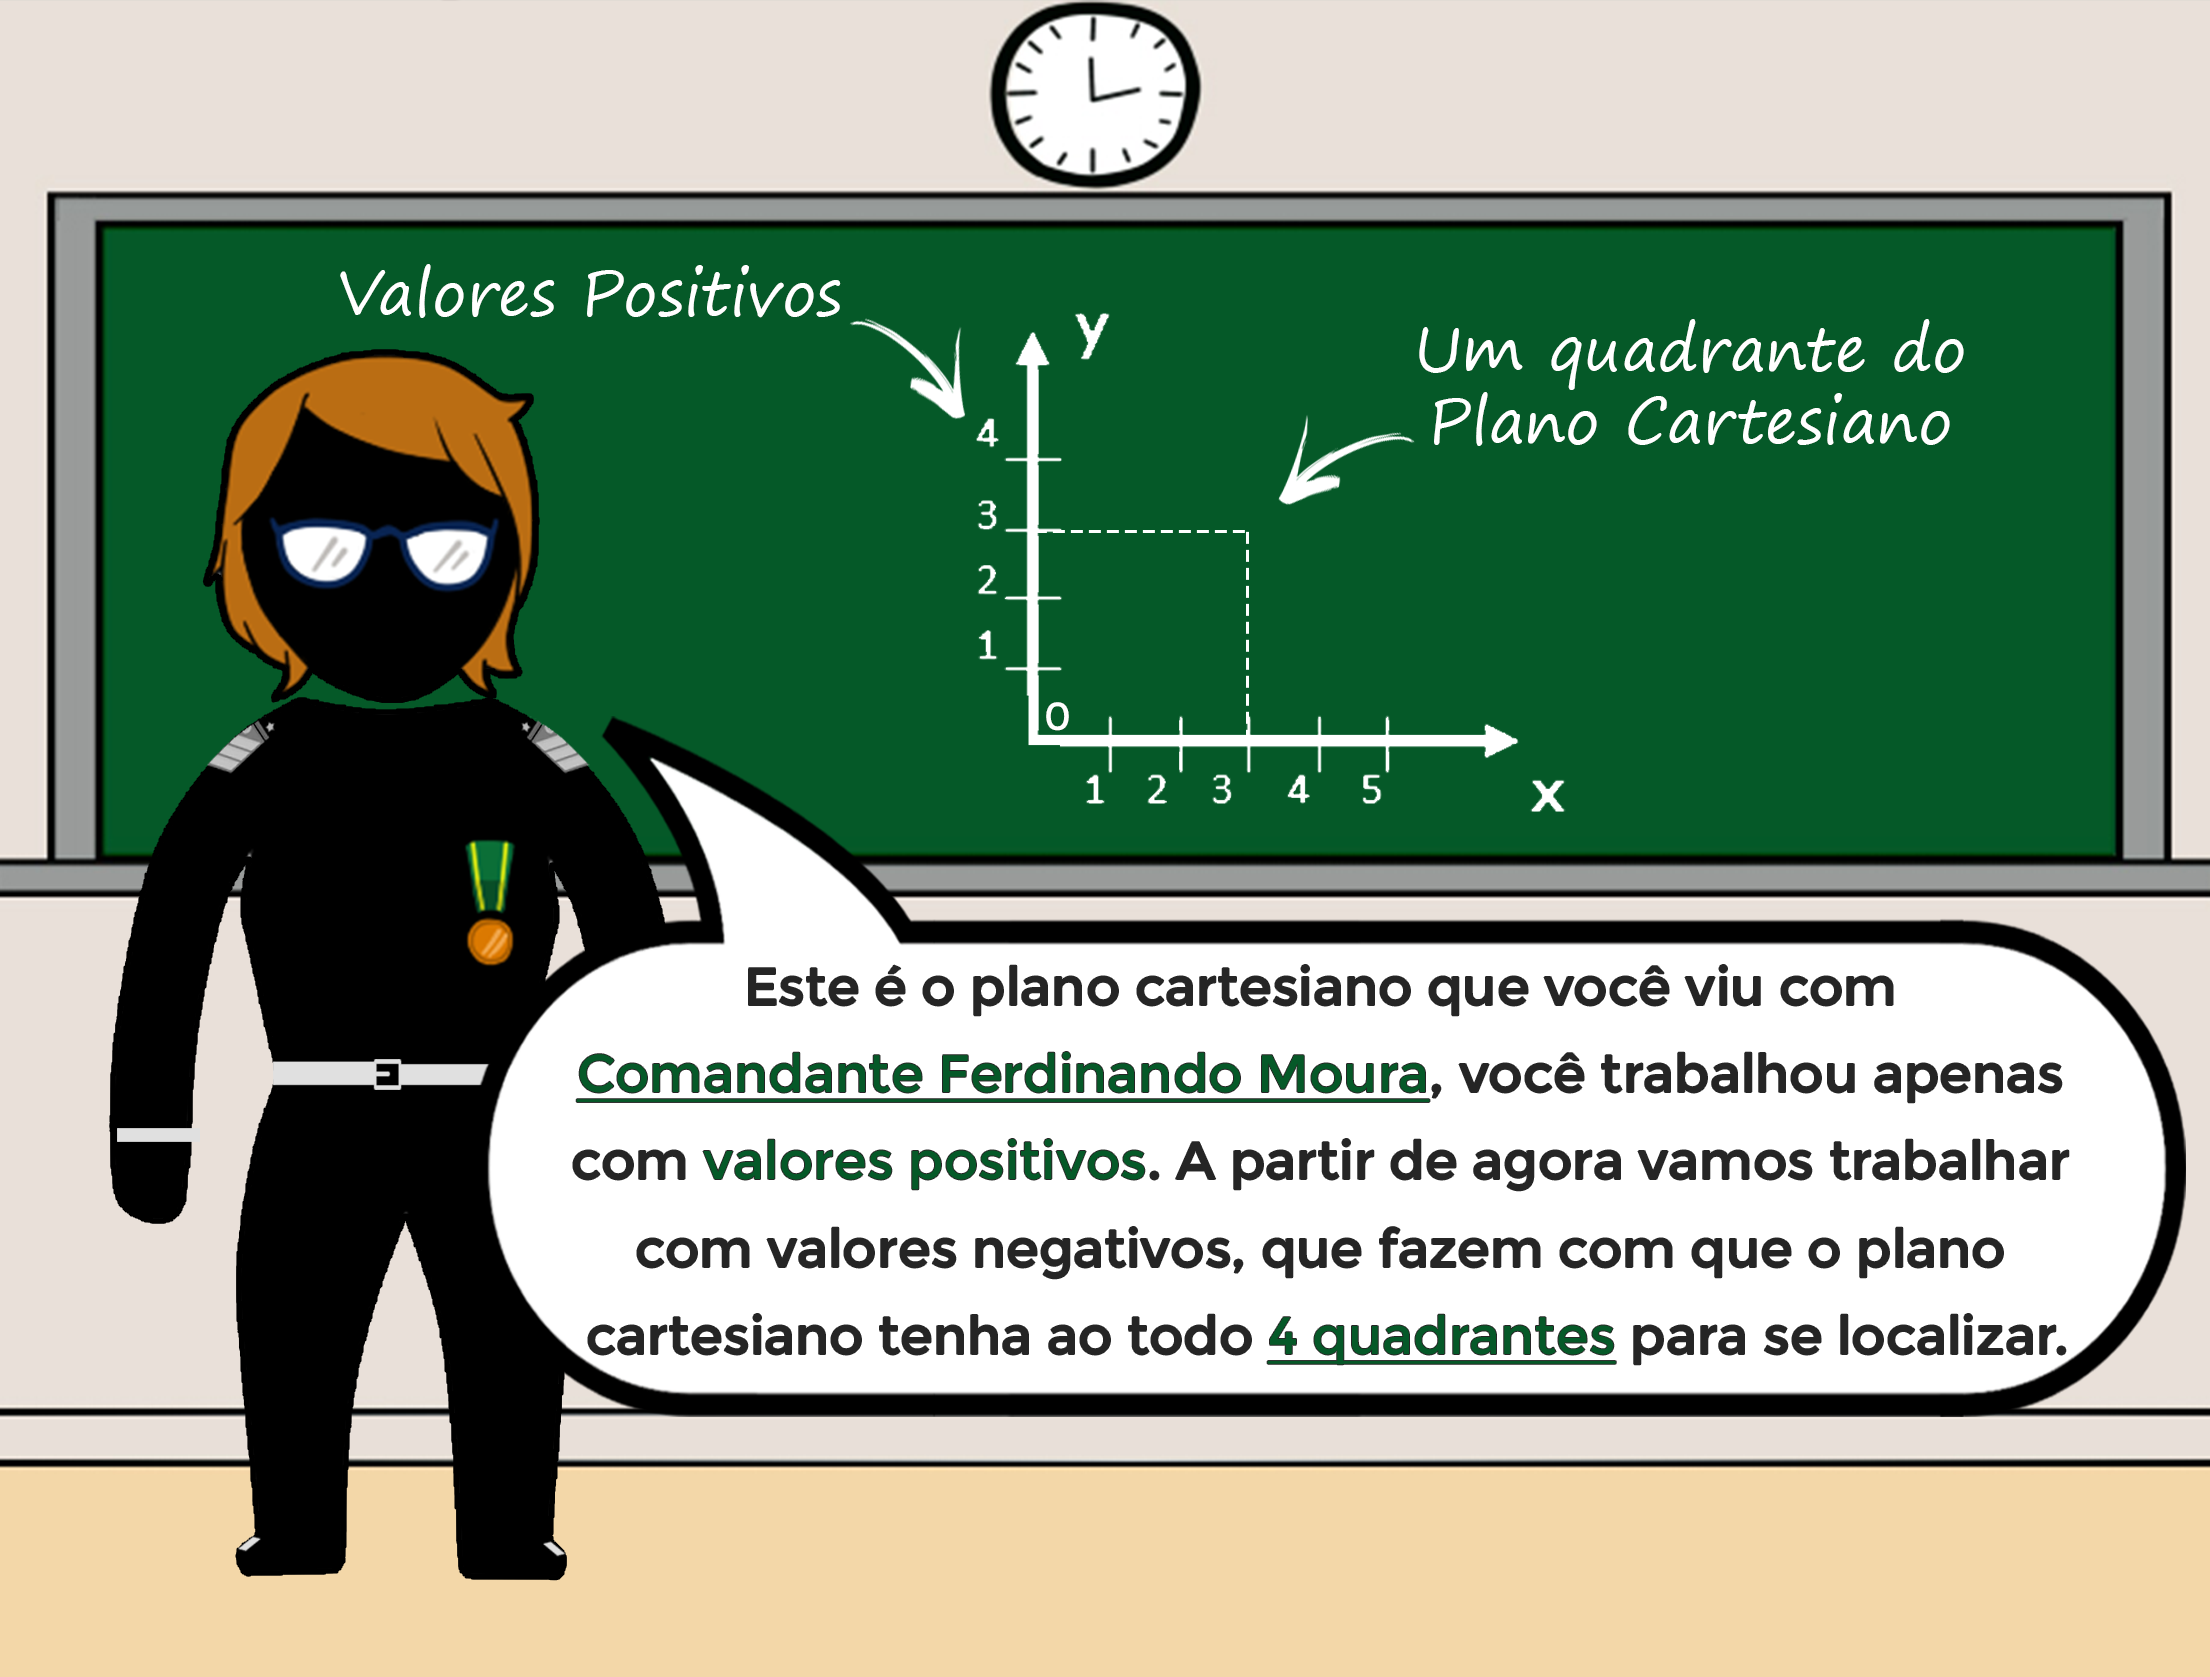 Valores Positivos
Um quadrante do
Plano Cartesiano
y
4
3
2
1
0
1 2 3 4 5
x
Este é o plano cartesiano que você viu com
Comandante Ferdinando Moura, você trabalhou apenas
com valores positivos. A partir de agora vamos trabalhar
com valores negativos, que fazem com que o plano
cartesiano tenha ao todo 4 quadrantes para se localizar.